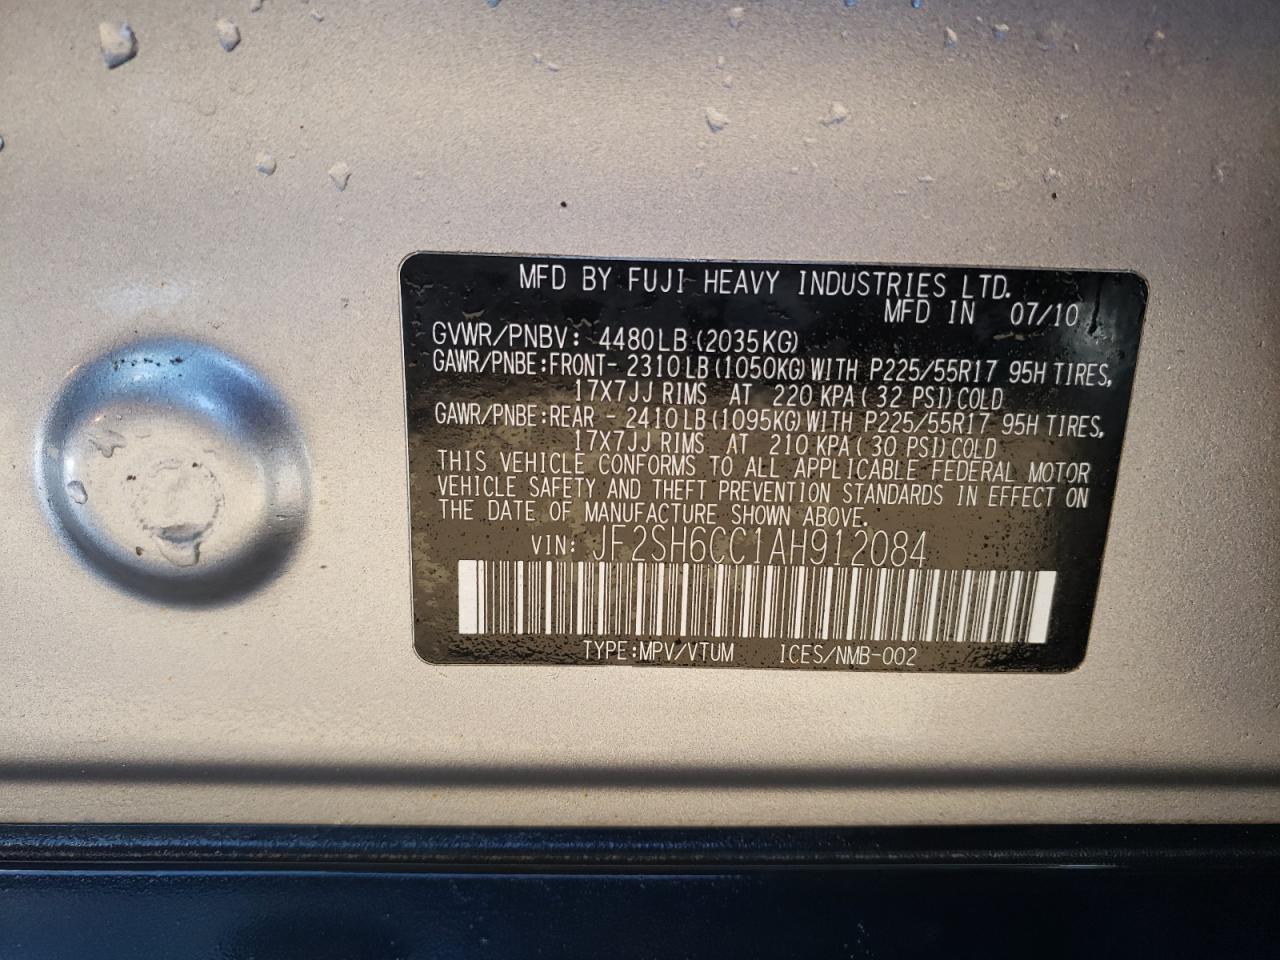 MFD BY FUJI HEAVY INDUSTRIES LTD.
MFD IN 07/10
GVWR/PNBV: 4480LB(2035KG)
GAWR/PNBE:FRONT- 2310LB(1050KG)WITH P225/55R17 95H TIRES,
17X7JJ RIMS AT 220 KPA( 32 PSI)COLD
GAWR/PNBE:REAR - 2410LB(1095KG)WITH P225/55R17 95H TIRES,
17X7JJ RIMS AT 210 KPA( 30 PSI)COLD
THIS VEHICLE CONFORMS TO ALL APPLICABLE FEDERAL MOTOR
VEHICLE SAFETY AND THEFT PREVENTION STANDARDS IN EFFECT ON
THE DATE OF MANUFACTURE SHOWN ABOVE.
VIN: JF2SH6CC1AH912084
TYPE:MPV/VTUM ICES/NMB-002